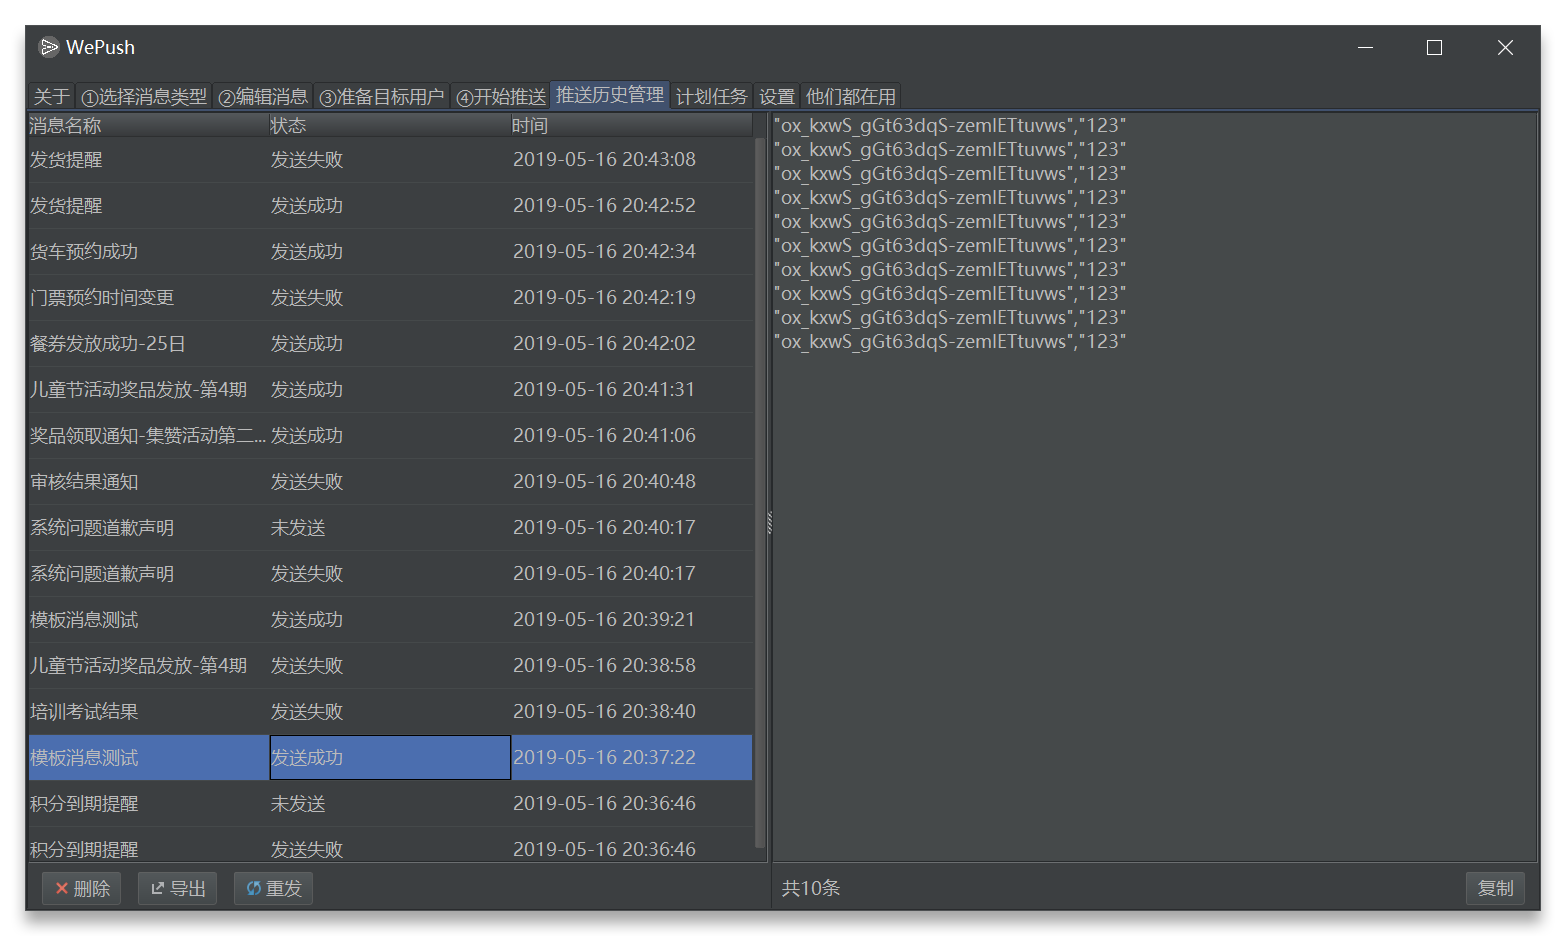 WePush
关于 ①选择消息类型 ②编辑消息 ③准备目标用户 ④开始推送 推送历史管理 计划任务 设置 他们都在用
消息名称 状态 时间
发货提醒 发送失败 2019-05-16 20:43:08
发货提醒 发送成功 2019-05-16 20:42:52
货车预约成功 发送成功 2019-05-16 20:42:34
门票预约时间变更 发送失败 2019-05-16 20:42:19
餐券发放成功-25日 发送成功 2019-05-16 20:42:02
儿童节活动奖品发放-第4期 发送成功 2019-05-16 20:41:31
奖品领取通知-集赞活动第二... 发送成功 2019-05-16 20:41:06
审核结果通知 发送失败 2019-05-16 20:40:48
系统问题道歉声明 未发送 2019-05-16 20:40:17
系统问题道歉声明 发送失败 2019-05-16 20:40:17
模板消息测试 发送成功 2019-05-16 20:39:21
儿童节活动奖品发放-第4期 发送失败 2019-05-16 20:38:58
培训考试结果 发送失败 2019-05-16 20:38:40
模板消息测试 发送成功 2019-05-16 20:37:22
积分到期提醒 未发送 2019-05-16 20:36:46
积分到期提醒 发送失败 2019-05-16 20:36:46
删除 导出 重发
"ox_kxwS_gGt63dqS-zemlETtuvws","123"
"ox_kxwS_gGt63dqS-zemlETtuvws","123"
"ox_kxwS_gGt63dqS-zemlETtuvws","123"
"ox_kxwS_gGt63dqS-zemlETtuvws","123"
"ox_kxwS_gGt63dqS-zemlETtuvws","123"
"ox_kxwS_gGt63dqS-zemlETtuvws","123"
"ox_kxwS_gGt63dqS-zemlETtuvws","123"
"ox_kxwS_gGt63dqS-zemlETtuvws","123"
"ox_kxwS_gGt63dqS-zemlETtuvws","123"
"ox_kxwS_gGt63dqS-zemlETtuvws","123"
共10条 复制